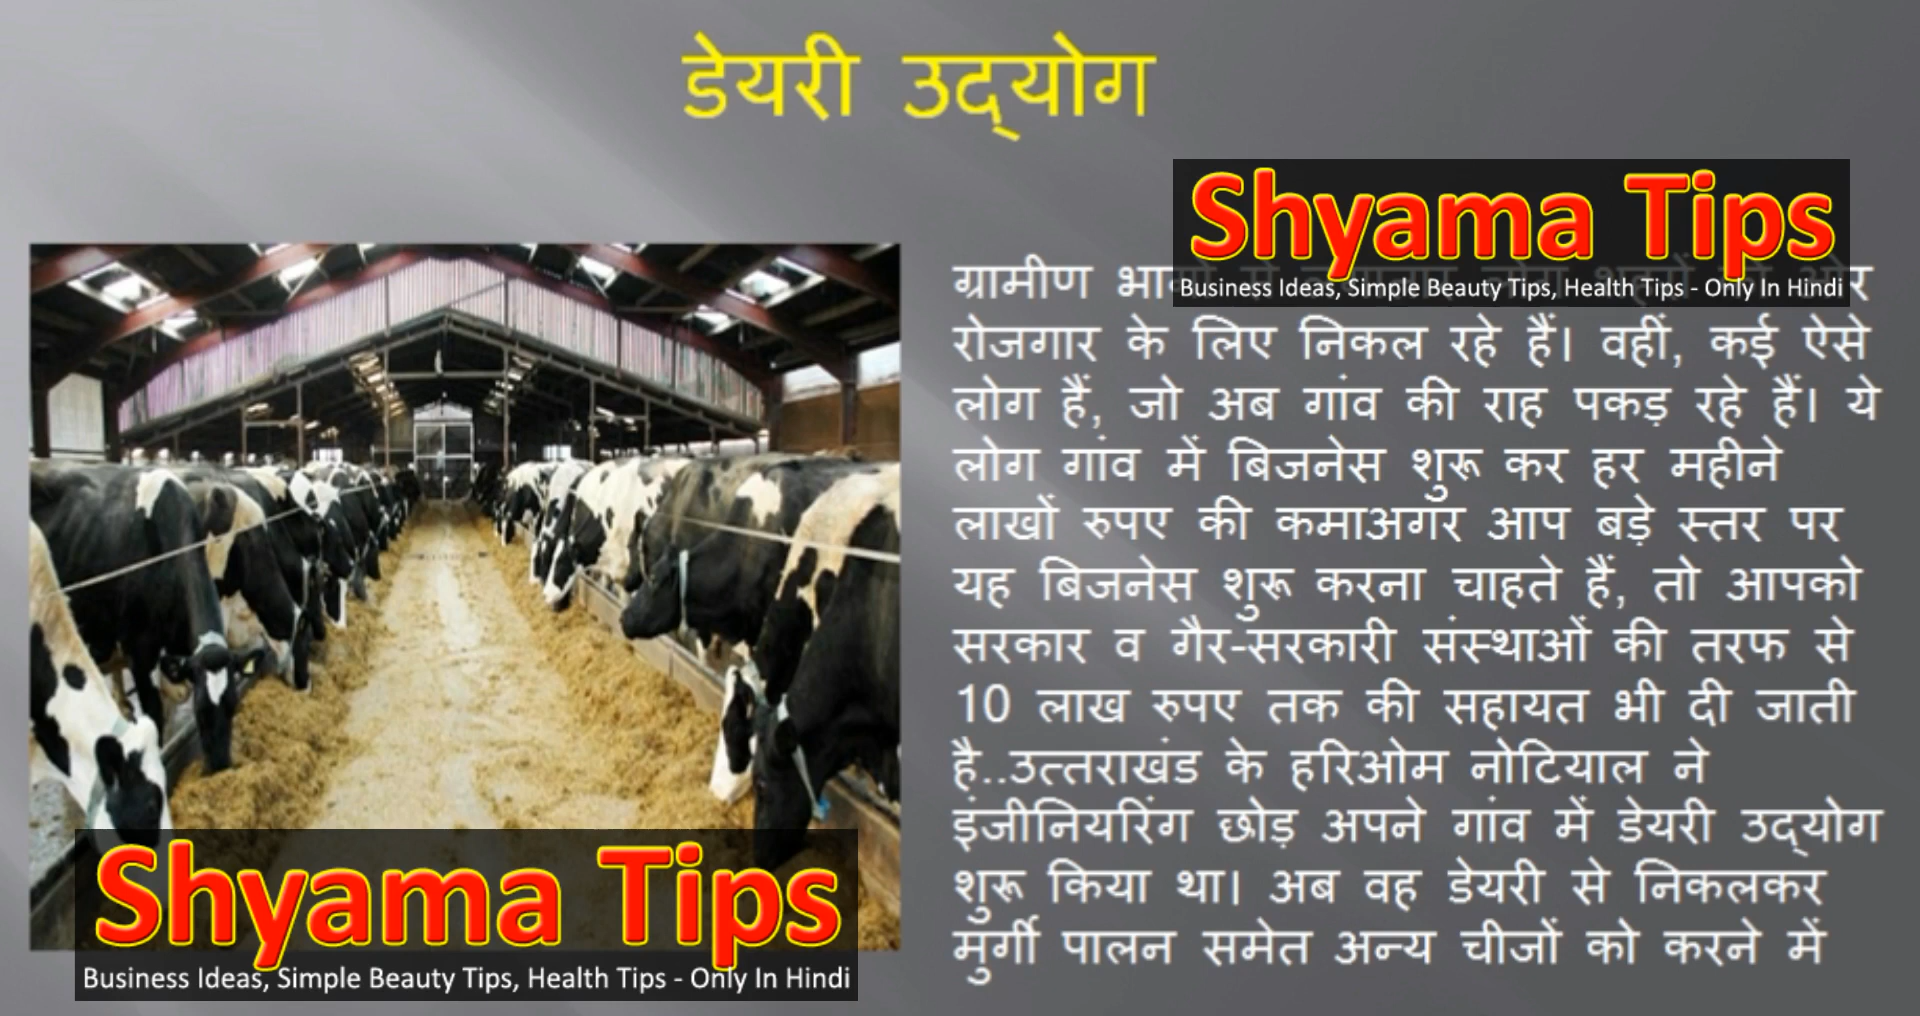 डेयरी उद्योग
Shyama Tips
Business Ideas, Simple Beauty Tips, Health Tips - Only In Hindi
ग्रामीण
रोजगार के लिए निकल रहे हैं। वहीं, कई ऐसे
लोग हैं, जो अब गांव की राह पकड़ रहे हैं। ये
लोग गांव में बिजनेस शुरू कर हर महीने
लाखों रुपए की कमाअगर आप बड़े स्तर पर
यह बिजनेस शुरू करना चाहते हैं, तो आपको
सरकार व गैर-सरकारी संस्थाओं की तरफ से
10 लाख रुपए तक की सहायत भी दी जाती
है..उत्तराखंड के हरिओम नोटियाल ने
इंजीनियरिंग छोड़ अपने गांव में डेयरी उद्योग
शुरू किया था। अब वह डेयरी से निकलकर
मुर्गी पालन समेत अन्य चीजों को करने में
Shyama Tips
Business Ideas, Simple Beauty Tips, Health Tips - Only In Hindi